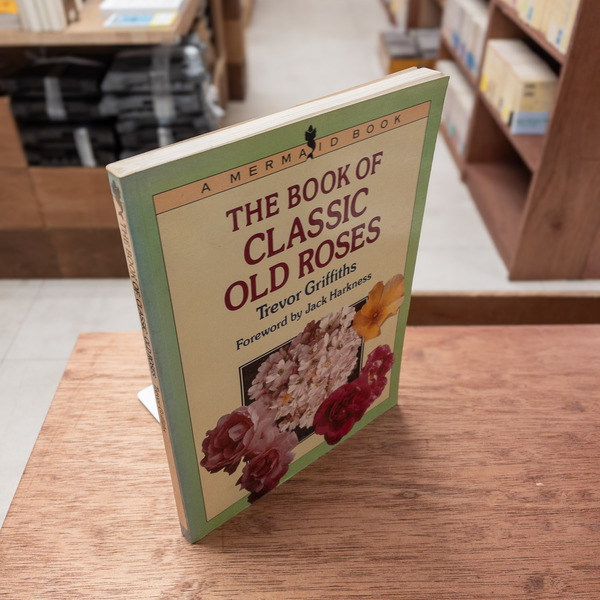 A MERMAID BOOK
THE BOOK OF
CLASSIC
OLD ROSES
Trevor Griffiths
Foreword by Jack Harkness